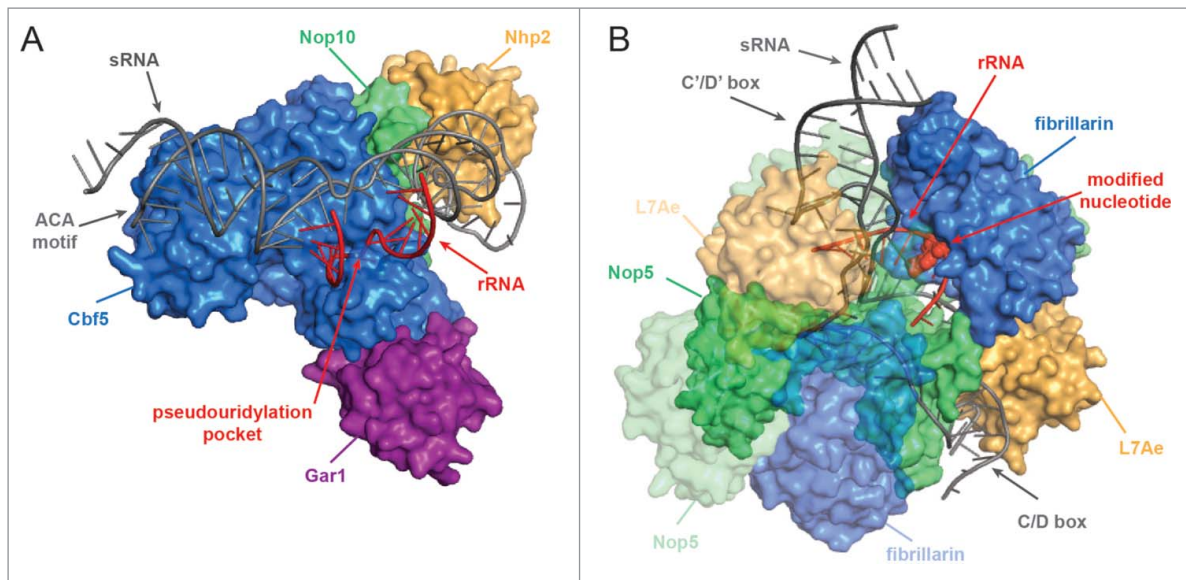 A
Nop10
Nhp2
sRNA
ACA
motif
Cbf5
rRNA
pseudouridylation
pocket
Gar1
B
sRNA
C'/D' box
rRNA
fibrillarin
modified
nucleotide
L7Ae
Nop5
L7Ae
C/D box
Nop5
fibrillarin